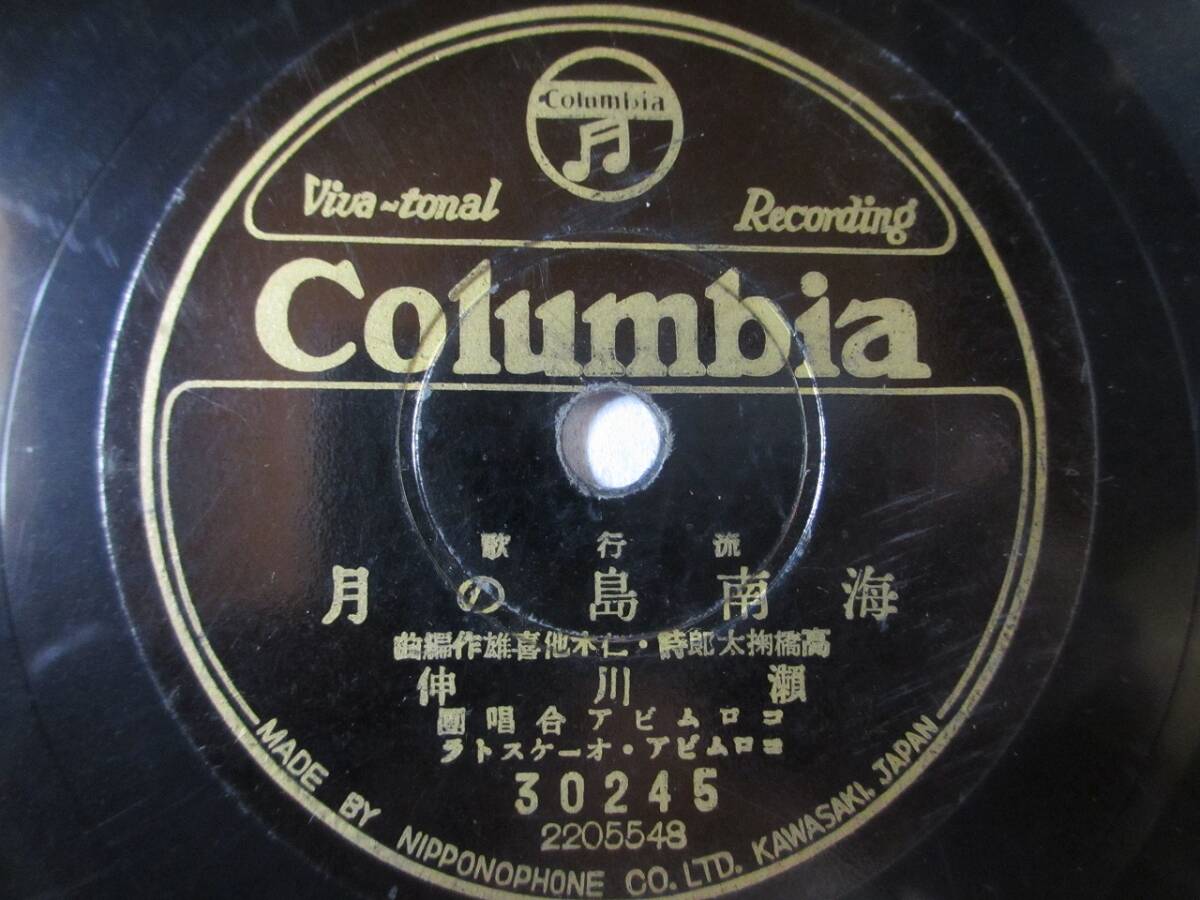 Columbia
Viva-tonal Recording
Columbia
流行歌
海南島の月
高橋掬太郎詩・仁木他喜雄作編曲
瀬川伸
コロムビア合唱團
コロムビア・オーケストラ
30245
2205548
MADE BY NIPPONOPHONE CO. LTD. KAWASAKI, JAPAN